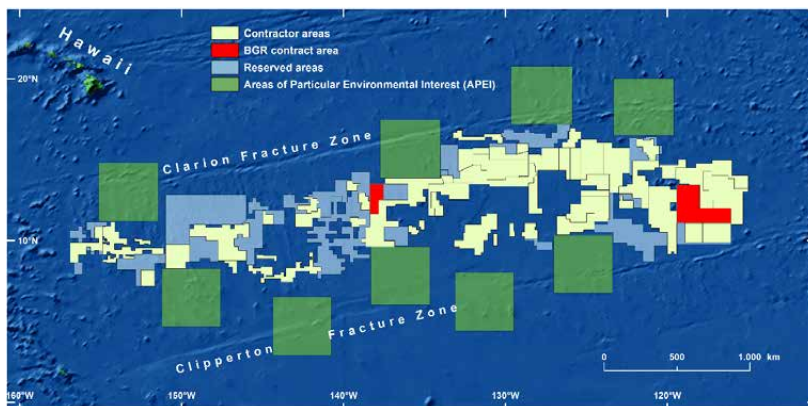 Hawaii
Contractor areas
BGR contract area
Reserved areas
Areas of Particular Environmental Interest (APEI)
20°N
Clarion Fracture Zone
10°N
Clipperton Fracture Zone
0 500 1.000 km
160°W 150°W 140°W 130°W 120°W